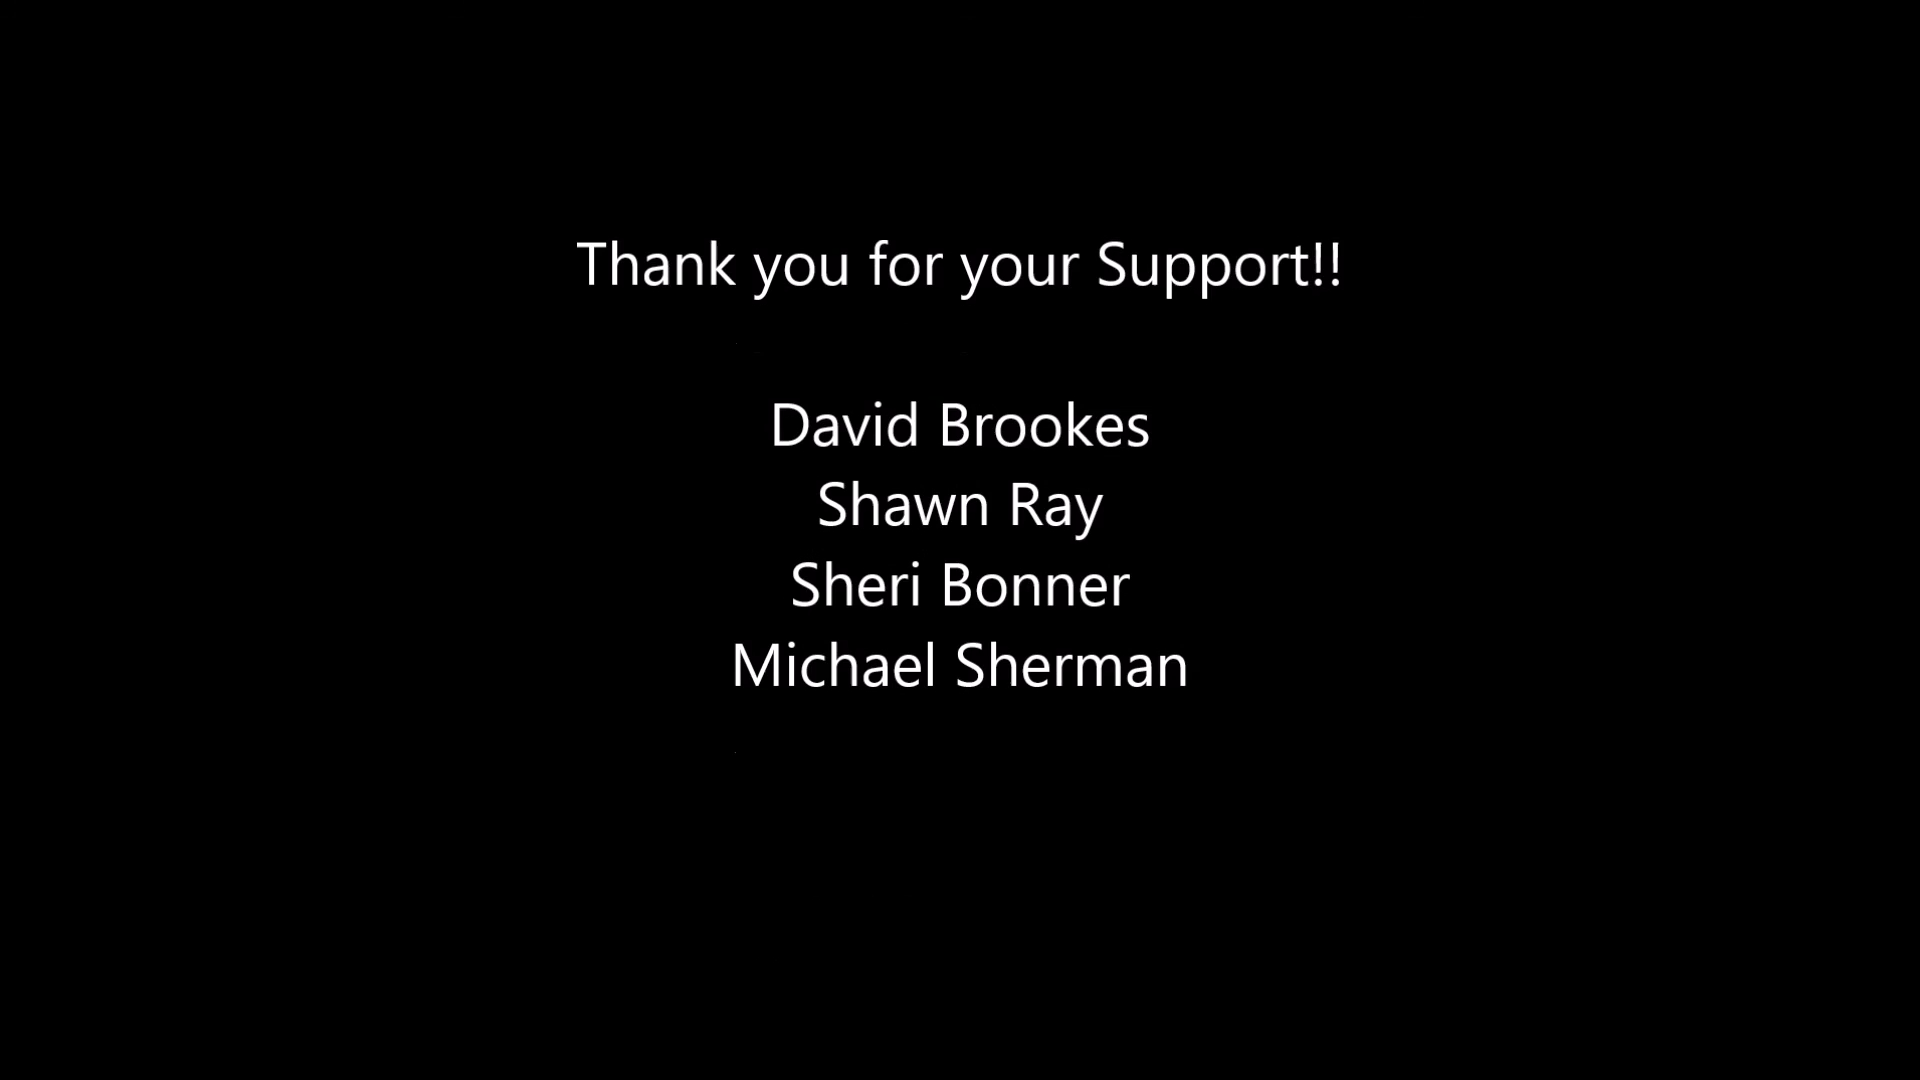 Thank you for your Support!!
David Brookes
Shawn Ray
Sheri Bonner
Michael Sherman